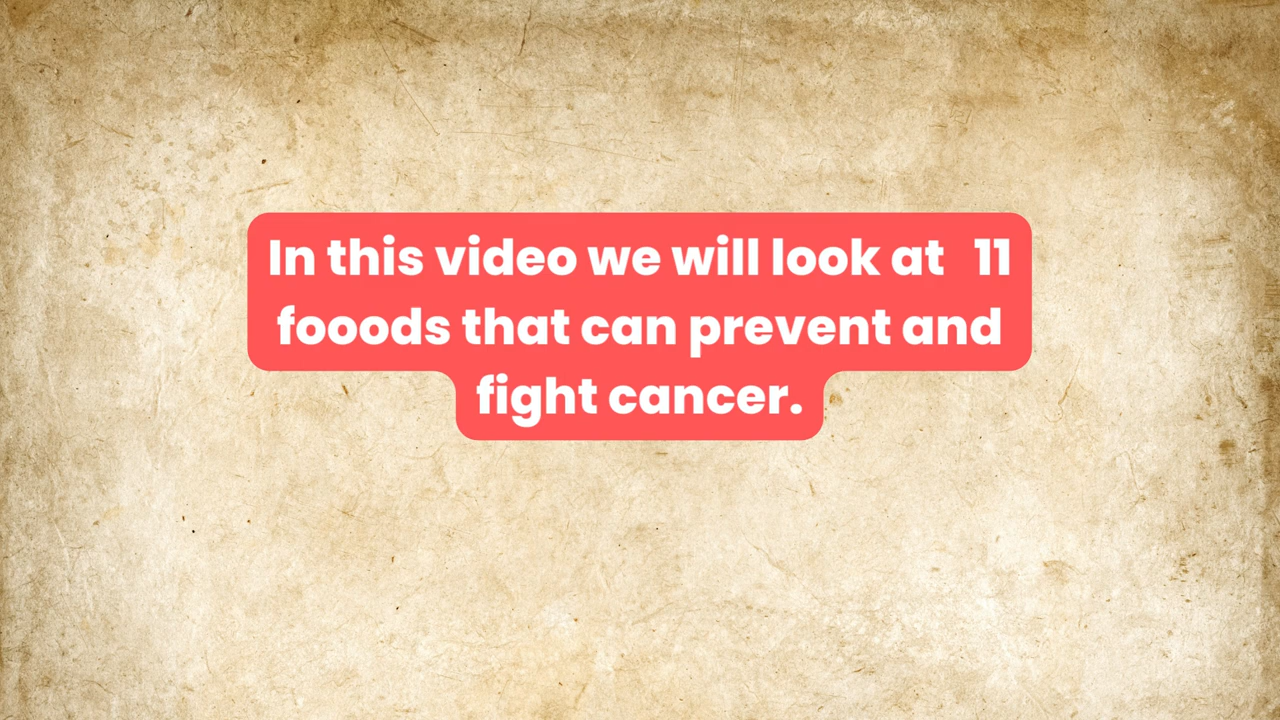 In this video we will look at  11
fooods that can prevent and
fight cancer.